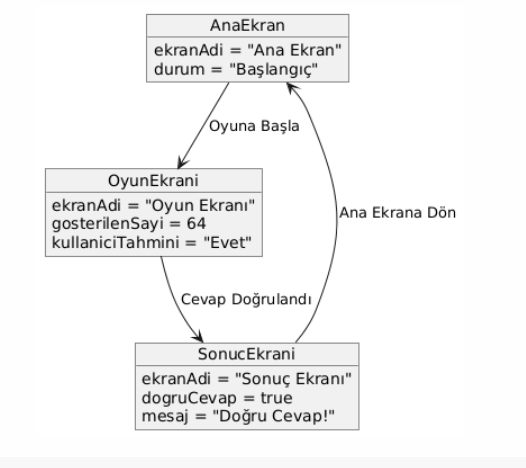 AnaEkran
ekranAdi = "Ana Ekran"
durum = "Başlangıç"
Oyuna Başla
OyunEkrani
ekranAdi = "Oyun Ekranı"
gosterilenSayi = 64
kullaniciTahmini = "Evet"
Ana Ekrana Dön
Cevap Doğrulandı
SonucEkrani
ekranAdi = "Sonuç Ekranı"
dogruCevap = true
mesaj = "Doğru Cevap!"